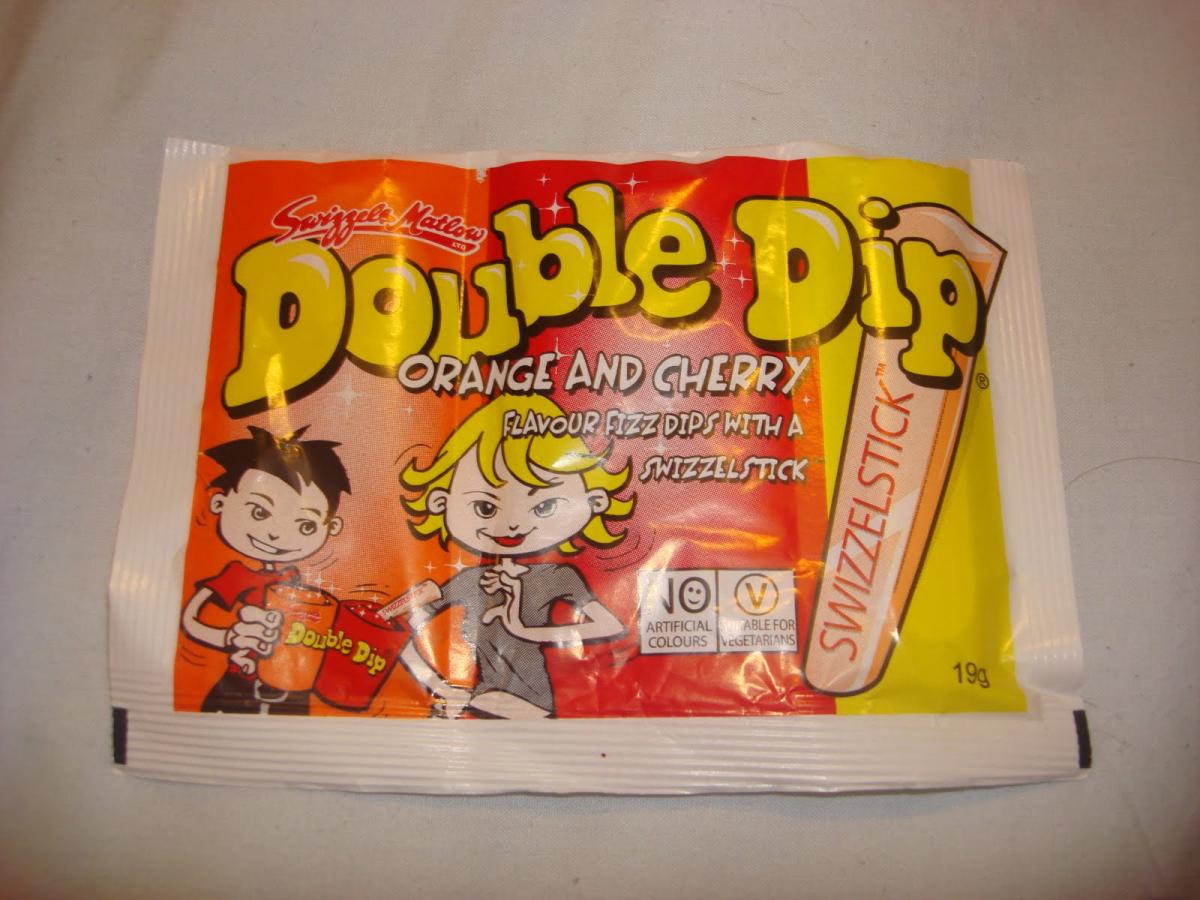 Swizzels Matlow
LTD
Double Dip
®
ORANGE AND CHERRY
FLAVOUR FIZZ DIPS WITH A
SWIZZELSTICK
SWIZZELSTICK™
Double Dip
SWIZZELSTICK
NO
ARTIFICIAL
COLOURS
V
SUITABLE FOR
VEGETARIANS
19g